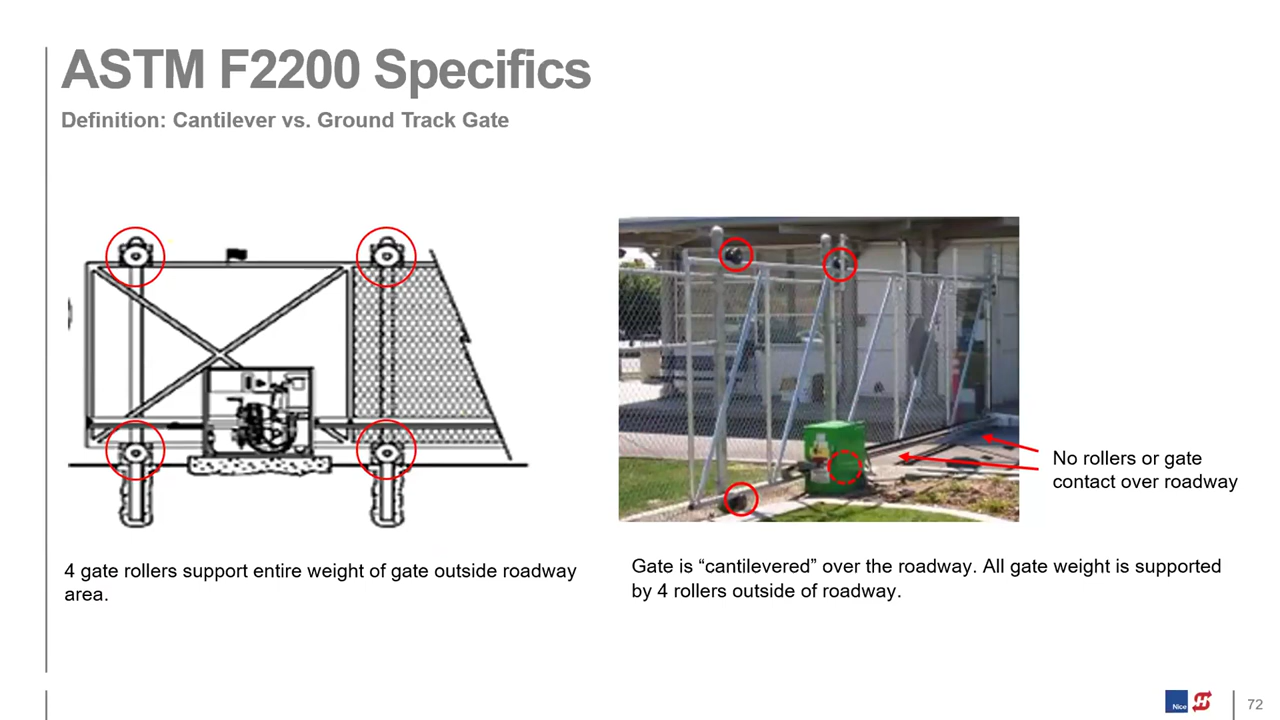 ASTM F2200 Specifics
Definition: Cantilever vs. Ground Track Gate
No rollers or gate
contact over roadway
4 gate rollers support entire weight of gate outside roadway
area.
Gate is “cantilevered” over the roadway. All gate weight is supported
by 4 rollers outside of roadway.
Nice
H
72